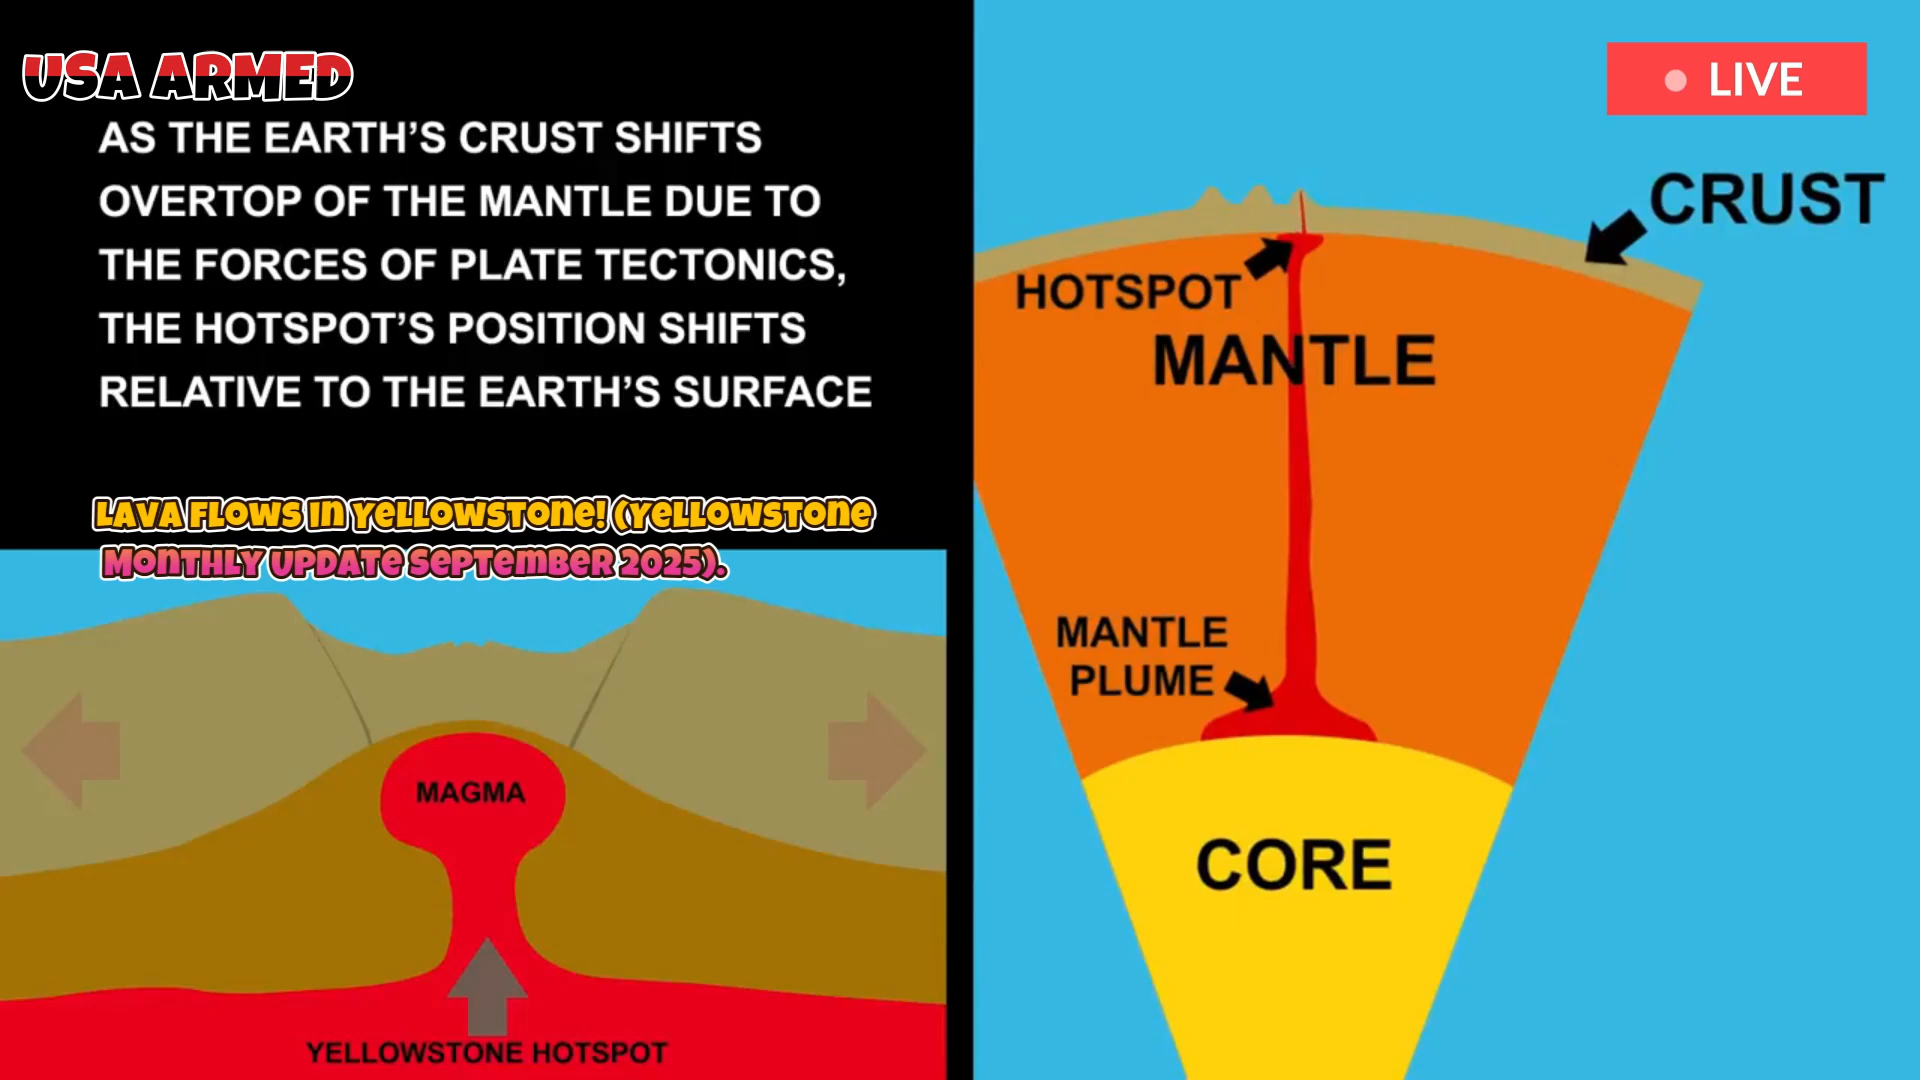 USA ARMED
AS THE EARTH'S CRUST SHIFTS
OVERTOP OF THE MANTLE DUE TO
THE FORCES OF PLATE TECTONICS,
THE HOTSPOT'S POSITION SHIFTS
RELATIVE TO THE EARTH'S SURFACE
LAVA FLOWS IN YELLOWSTONE! (YELLOWSTONE
MONTHLY UPDATE SEPTEMBER 2025).
MAGMA
YELLOWSTONE HOTSPOT
LIVE
CRUST
HOTSPOT
MANTLE
MANTLE
PLUME
CORE